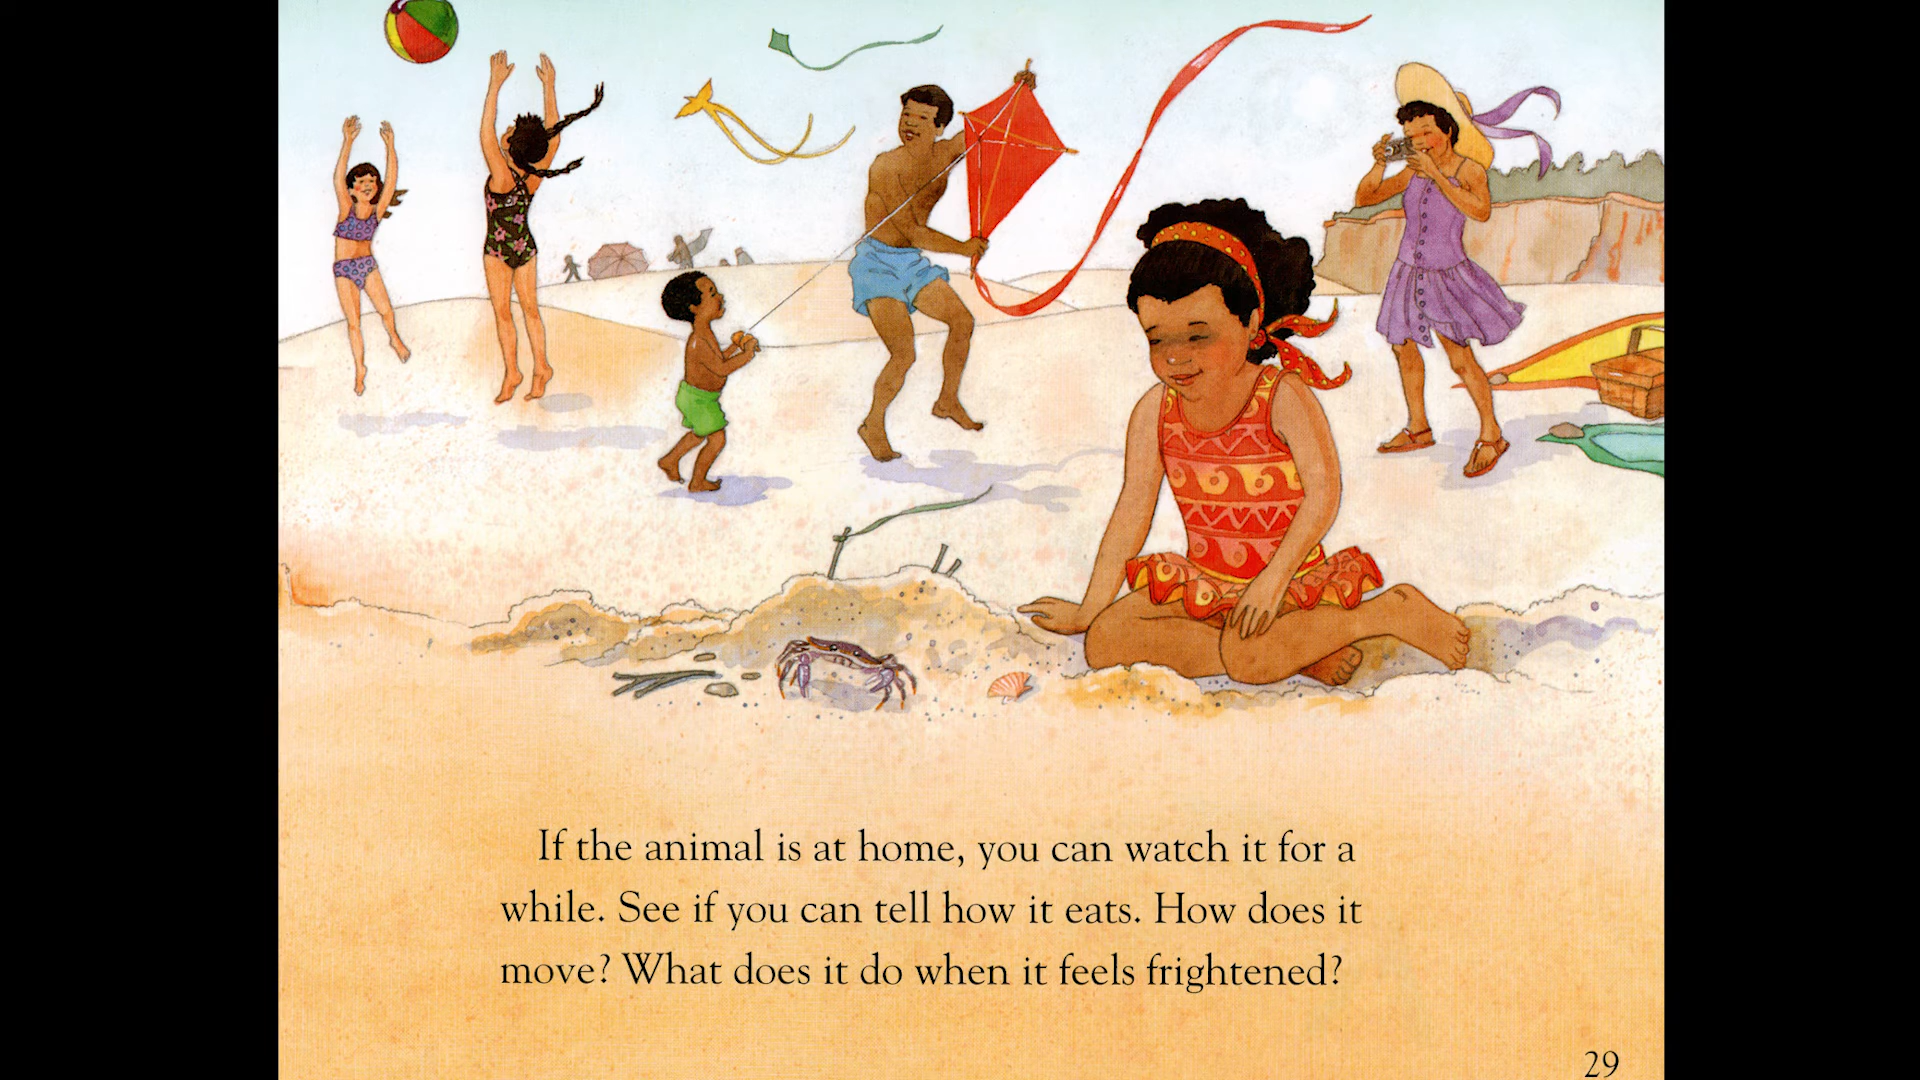 If the animal is at home, you can watch it for a
while. See if you can tell how it eats. How does it
move? What does it do when it feels frightened?
29